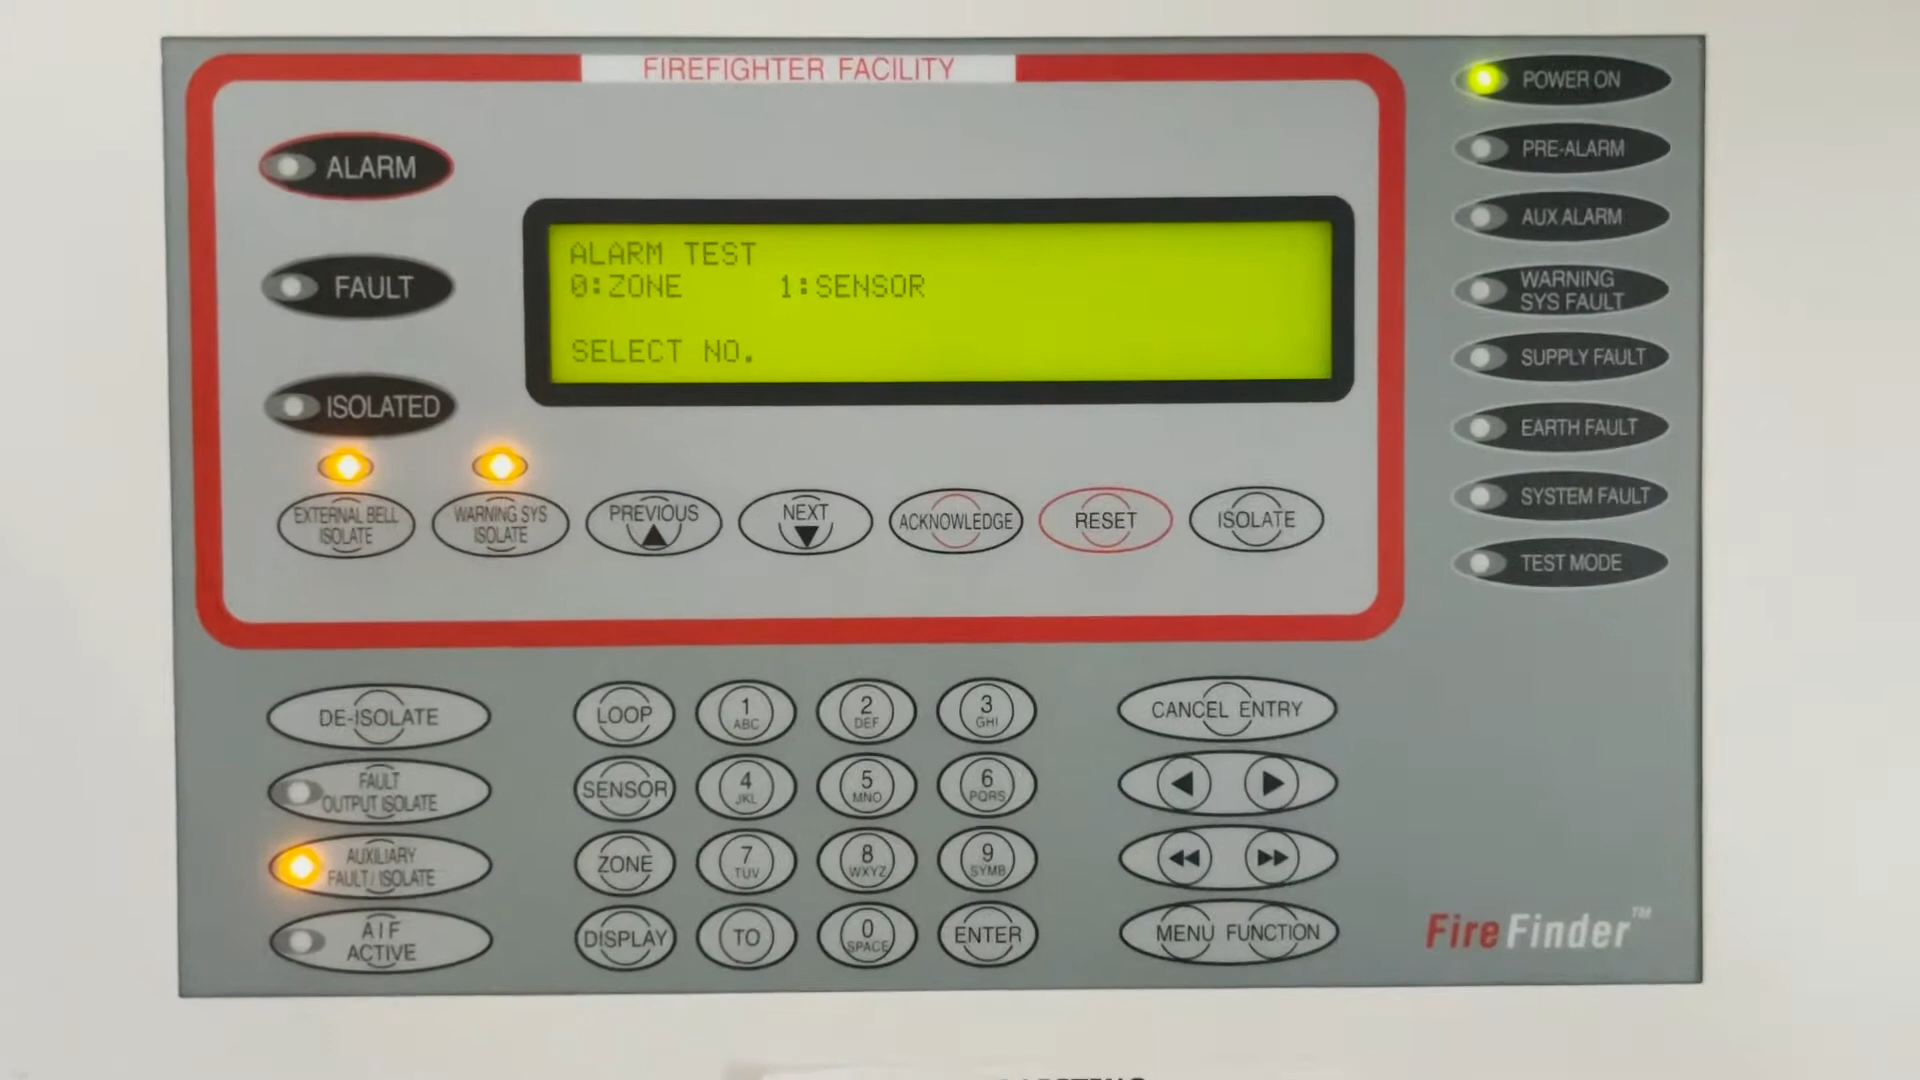 FIREFIGHTER FACILITY
ALARM
FAULT
ISOLATED
ALARM TEST
0:ZONE 1:SENSOR
SELECT NO.
EXTERNAL BELL
ISOLATE
WARNING SYS
ISOLATE
PREVIOUS
NEXT
ACKNOWLEDGE
RESET
ISOLATE
POWER ON
PRE-ALARM
AUX ALARM
WARNING
SYS FAULT
SUPPLY FAULT
EARTH FAULT
SYSTEM FAULT
TEST MODE
DE-ISOLATE
FAULT
OUTPUT ISOLATE
AUXILIARY
FAULT / ISOLATE
A I F
ACTIVE
LOOP
1
ABC
2
DEF
3
GHI
SENSOR
4
JKL
5
MNO
6
PQRS
ZONE
7
TUV
8
WXYZ
9
SYMB
DISPLAY
TO
0
SPACE
ENTER
CANCEL ENTRY
MENU FUNCTION
FireFinder™